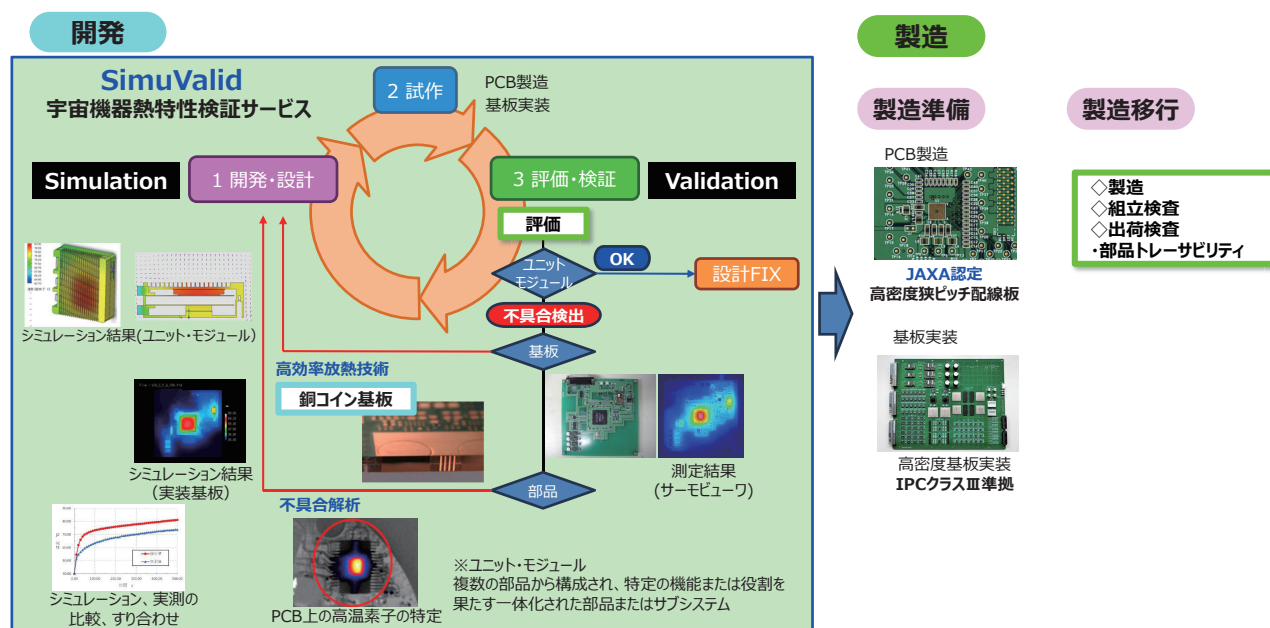 開発
製造
SimuValid
宇宙機器熱特性検証サービス
2 試作
PCB製造
基板実装
Simulation
1 開発・設計
3 評価・検証
Validation
評価
ユニット
モジュール
OK
設計FIX
不具合検出
基板
シミュレーション結果(ユニット・モジュール)
高効率放熱技術
銅コイン基板
シミュレーション結果
(実装基板)
測定結果
(サーモビューワ)
部品
不具合解析
シミュレーション、実測の
比較、すり合わせ
PCB上の高温素子の特定
※ユニット・モジュール
複数の部品から構成され、特定の機能または役割を
果たす一体化された部品またはサブシステム
製造準備
PCB製造
JAXA認定
高密度狭ピッチ配線板
基板実装
高密度基板実装
IPCクラスⅢ準拠
製造移行
◇製造
◇組立検査
◇出荷検査
・部品トレーサビリティ